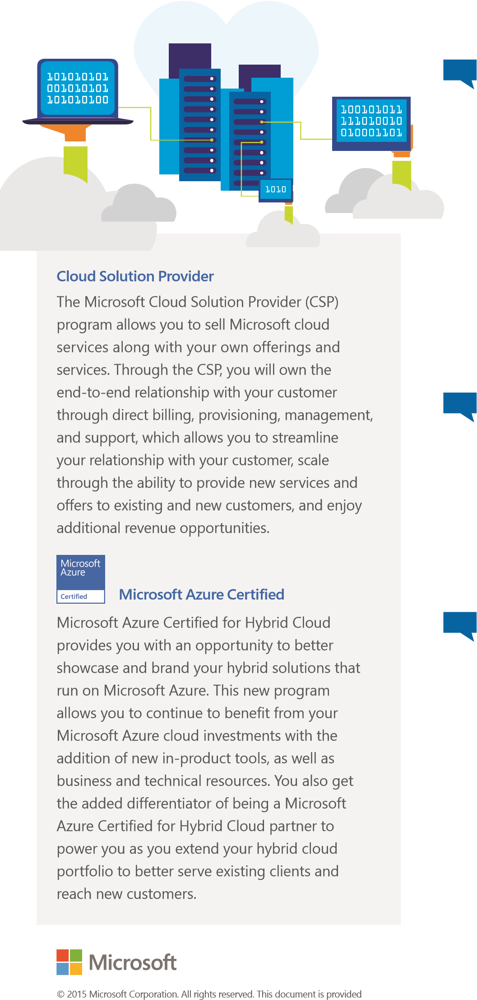 101010101
001010101
101010100
100101011
111010010
010001101
1010
Cloud Solution Provider
The Microsoft Cloud Solution Provider (CSP)
program allows you to sell Microsoft cloud
services along with your own offerings and
services. Through the CSP, you will own the
end-to-end relationship with your customer
through direct billing, provisioning, management,
and support, which allows you to streamline
your relationship with your customer, scale
through the ability to provide new services and
offers to existing and new customers, and enjoy
additional revenue opportunities.
Microsoft
Azure
Certified
Microsoft Azure Certified
Microsoft Azure Certified for Hybrid Cloud
provides you with an opportunity to better
showcase and brand your hybrid solutions that
run on Microsoft Azure. This new program
allows you to continue to benefit from your
Microsoft Azure cloud investments with the
addition of new in-product tools, as well as
business and technical resources. You also get
the added differentiator of being a Microsoft
Azure Certified for Hybrid Cloud partner to
power you as you extend your hybrid cloud
portfolio to better serve existing clients and
reach new customers.
Microsoft
© 2015 Microsoft Corporation. All rights reserved. This document is provided